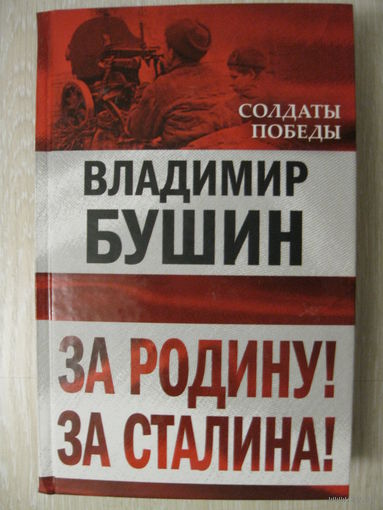 СОЛДАТЫ
ПОБЕДЫ
ВЛАДИМИР
БУШИН
ЗА РОДИНУ!
ЗА СТАЛИНА!